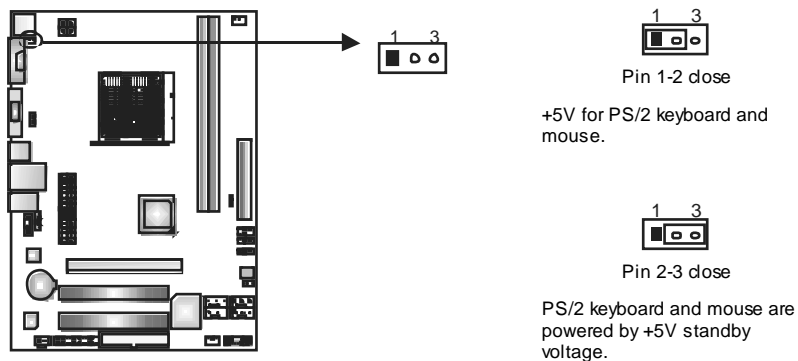 1 3
1 3
Pin 1-2 close
+5V for PS/2 keyboard and
mouse.
1 3
Pin 2-3 close
PS/2 keyboard and mouse are
powered by +5V standby
voltage.